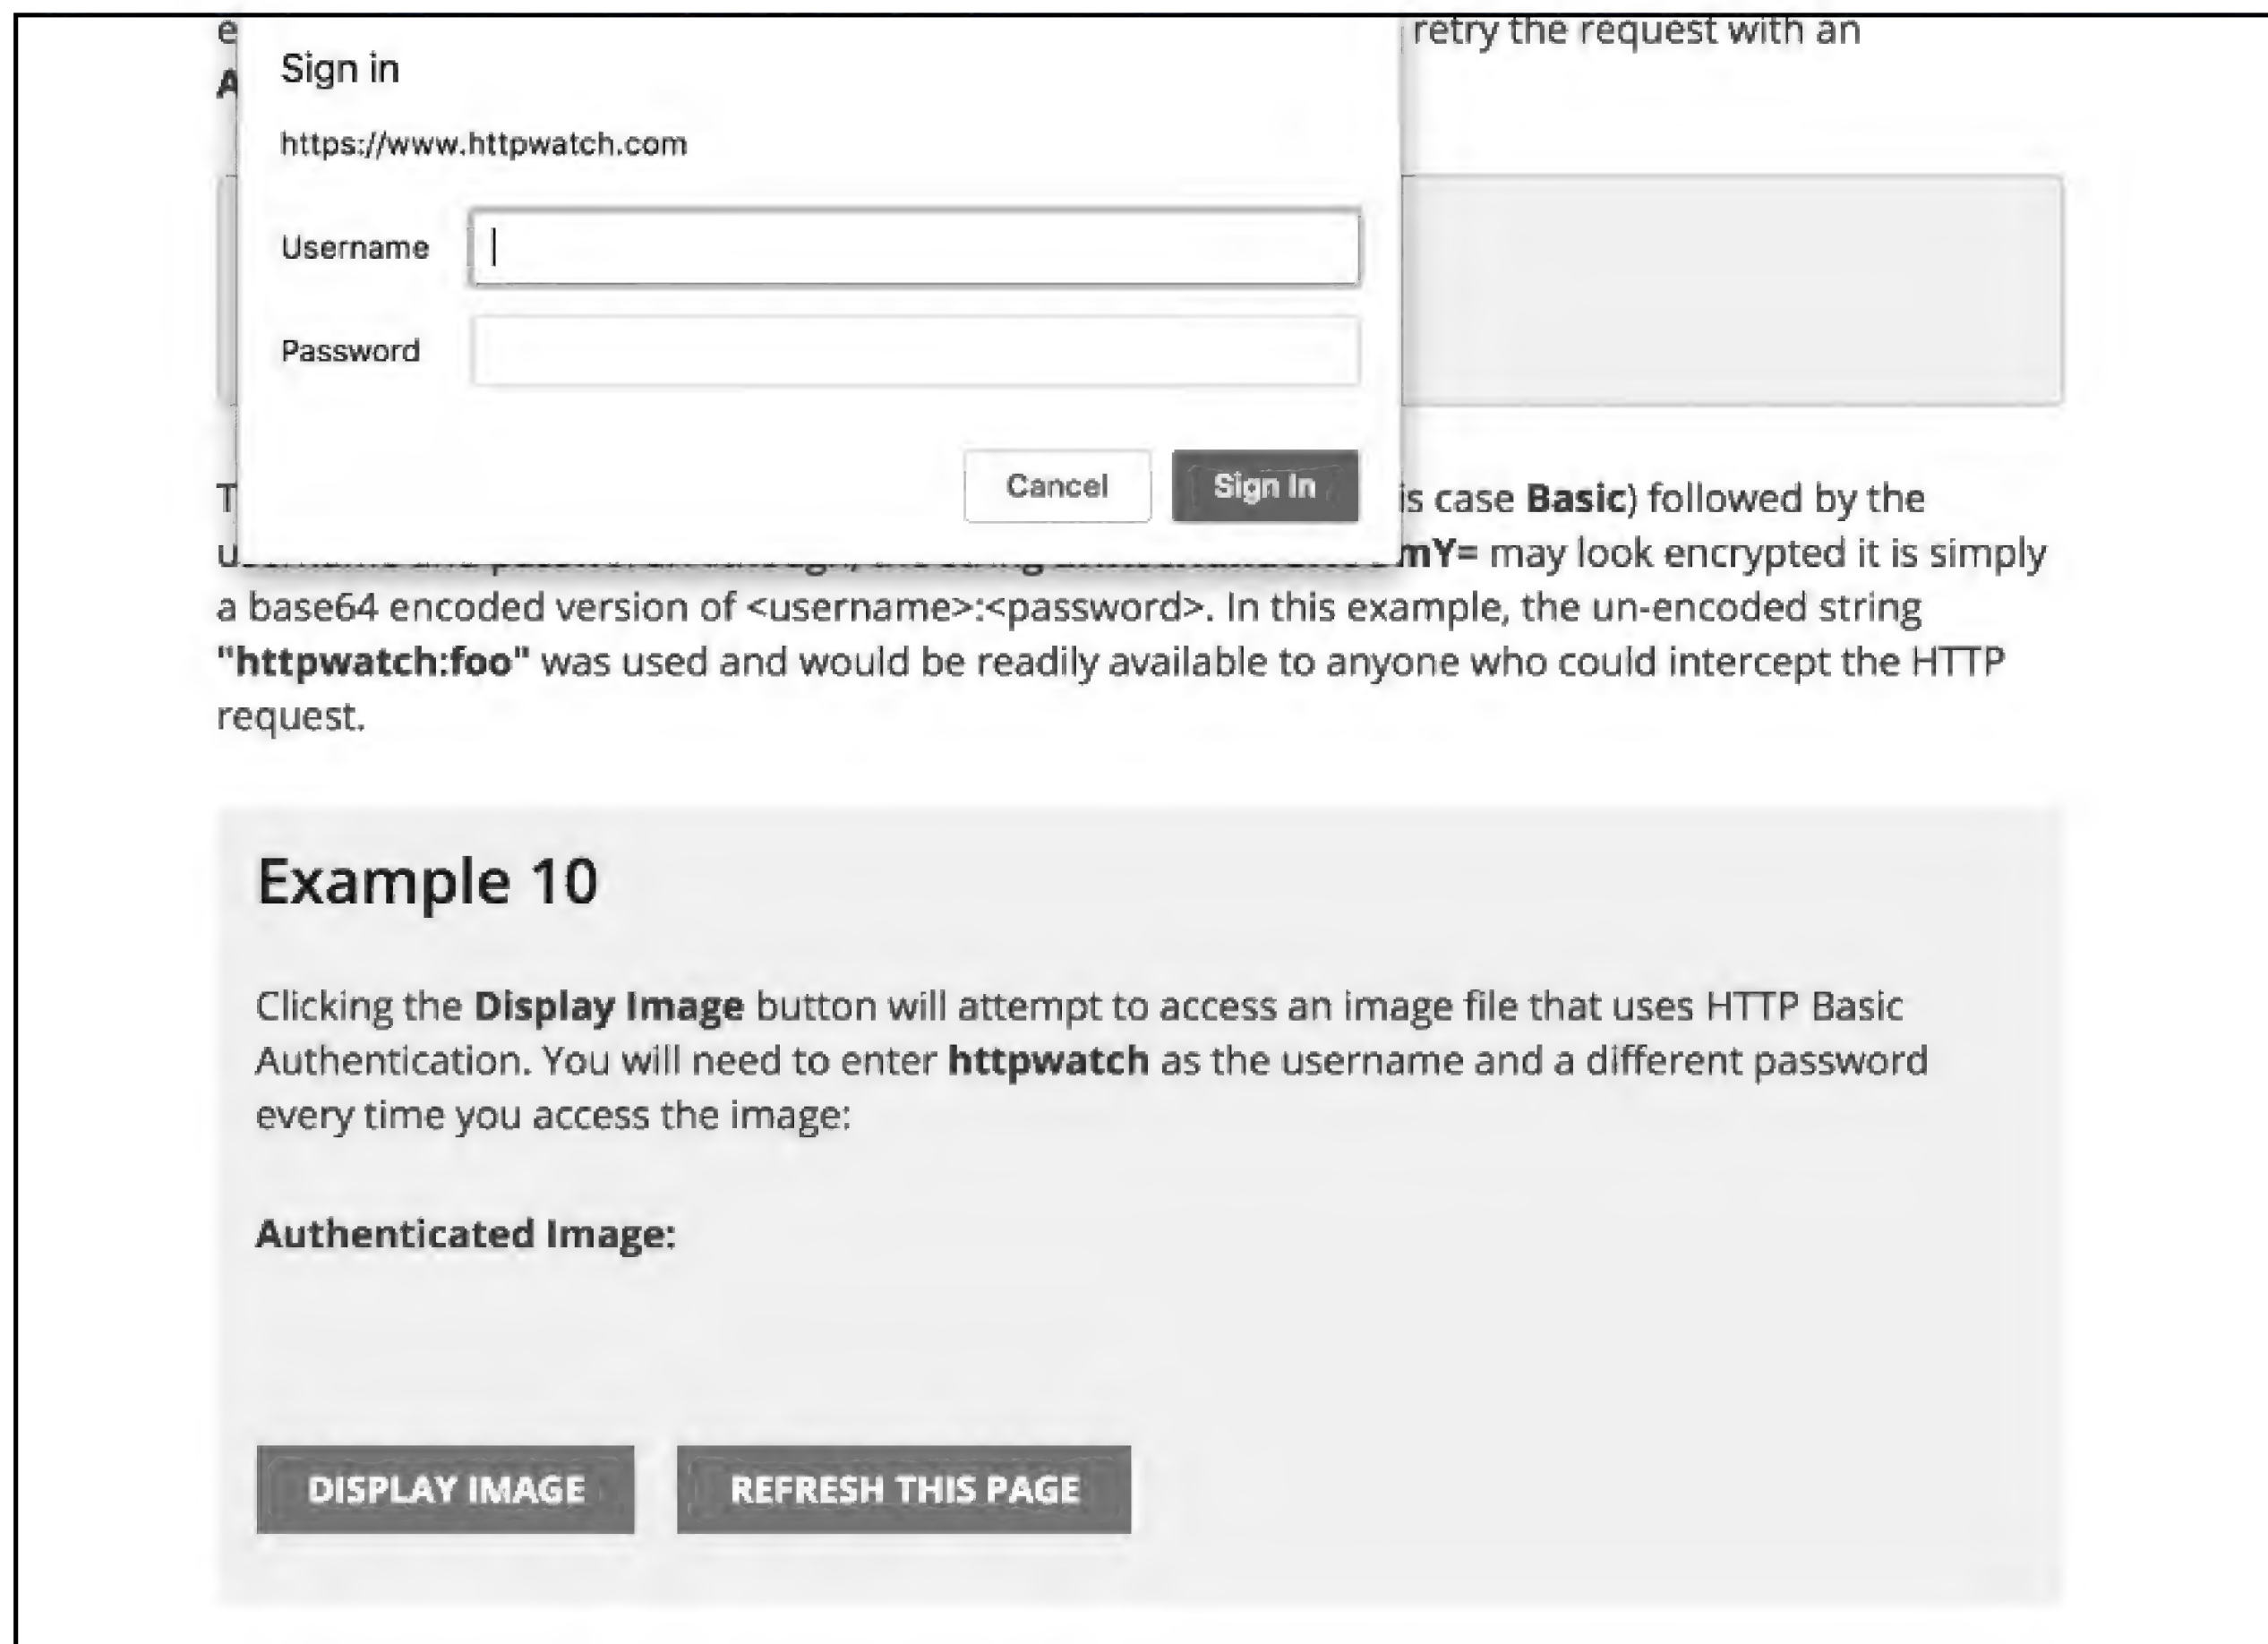 retry the request with an
Sign in
https://www.httpwatch.com
Username
Password
Cancel
Sign In
is case Basic) followed by the
mY= may look encrypted it is simply
a base64 encoded version of <username>:<password>. In this example, the un-encoded string
"httpwatch:foo" was used and would be readily available to anyone who could intercept the HTTP
request.
Example 10
Clicking the Display Image button will attempt to access an image file that uses HTTP Basic
Authentication. You will need to enter httpwatch as the username and a different password
every time you access the image:
Authenticated Image:
DISPLAY IMAGE
REFRESH THIS PAGE